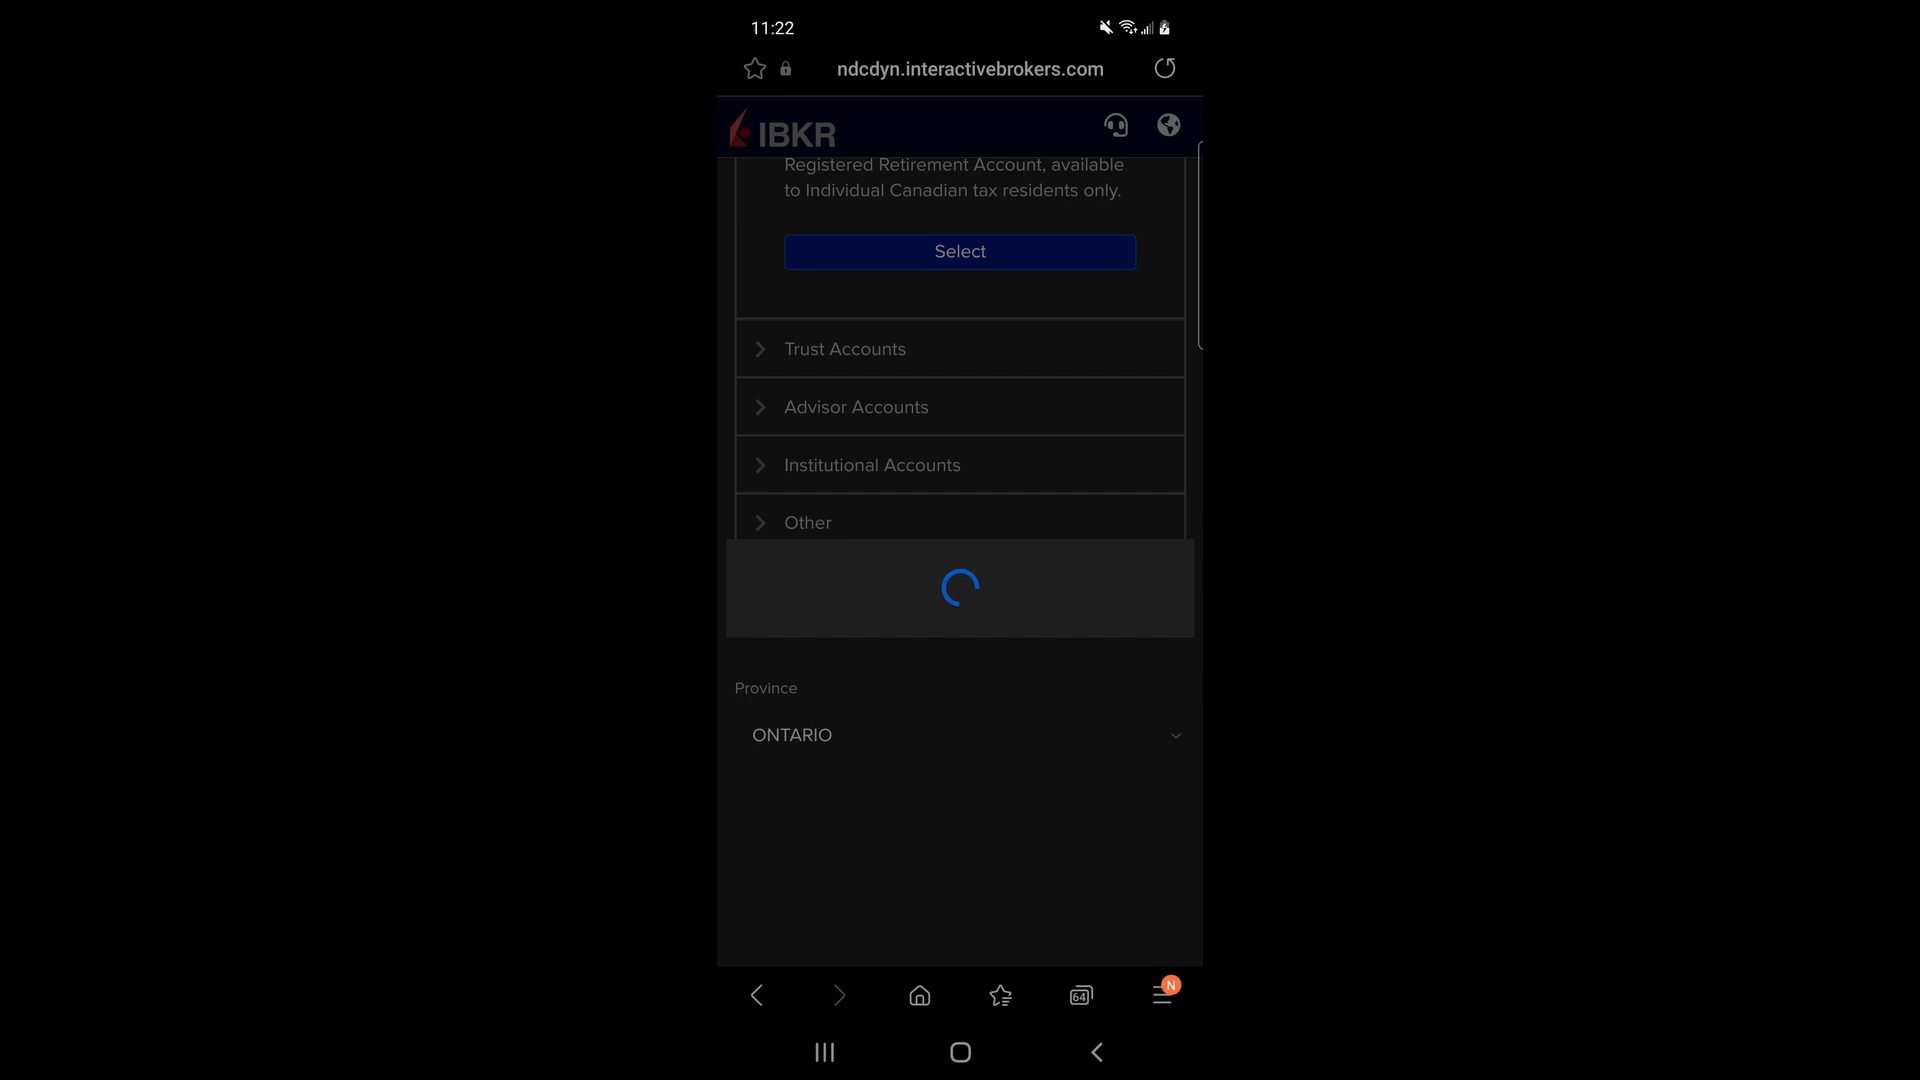 11:22
ndcdyn.interactivebrokers.com
IBKR
Registered Retirement Account, available
to Individual Canadian tax residents only.
Select
Trust Accounts
Advisor Accounts
Institutional Accounts
Other
Province
ONTARIO
64
N